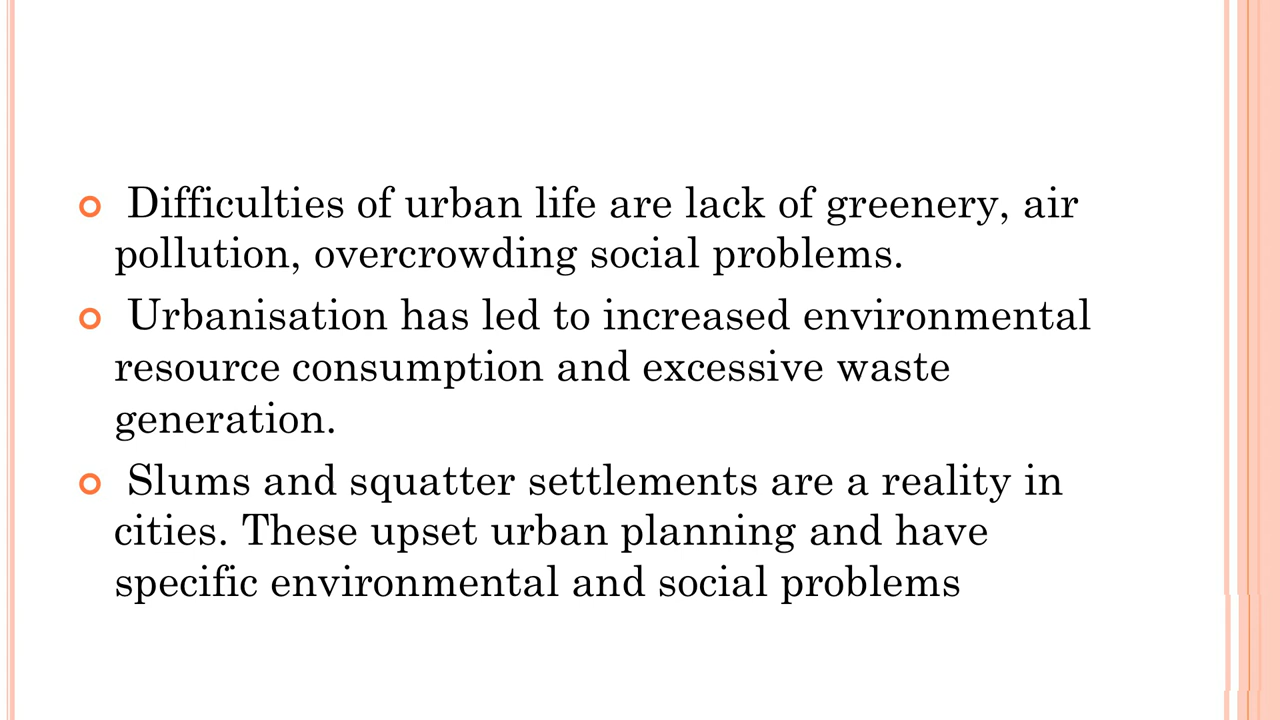 Difficulties of urban life are lack of greenery, air
pollution, overcrowding social problems.
Urbanisation has led to increased environmental
resource consumption and excessive waste
generation.
Slums and squatter settlements are a reality in
cities. These upset urban planning and have
specific environmental and social problems